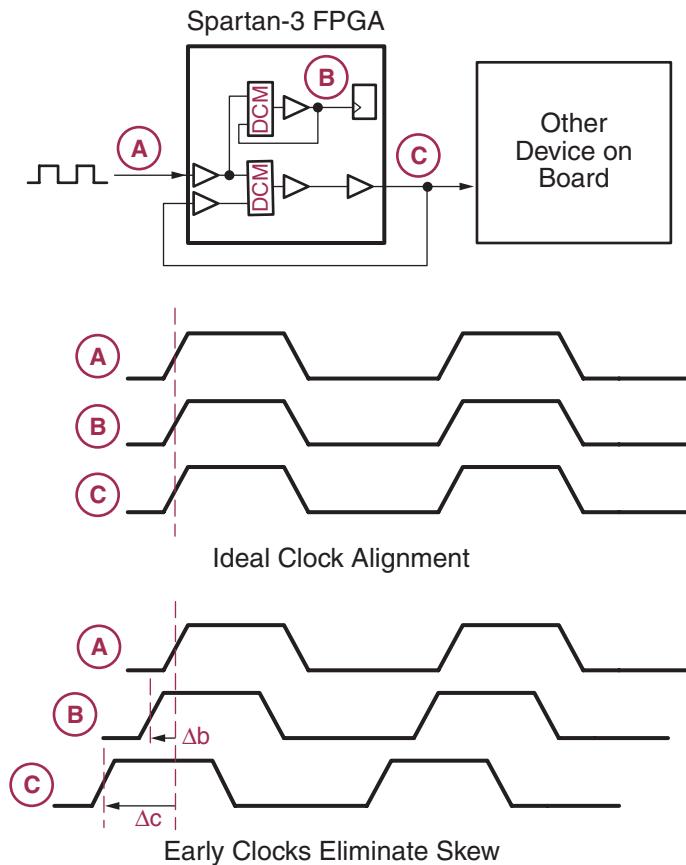 Spartan-3 FPGA
B
DCM
A
C
DCM
Other
Device on
Board
A
B
C
Ideal Clock Alignment
A
B
Δb
C
Δc
Early Clocks Eliminate Skew